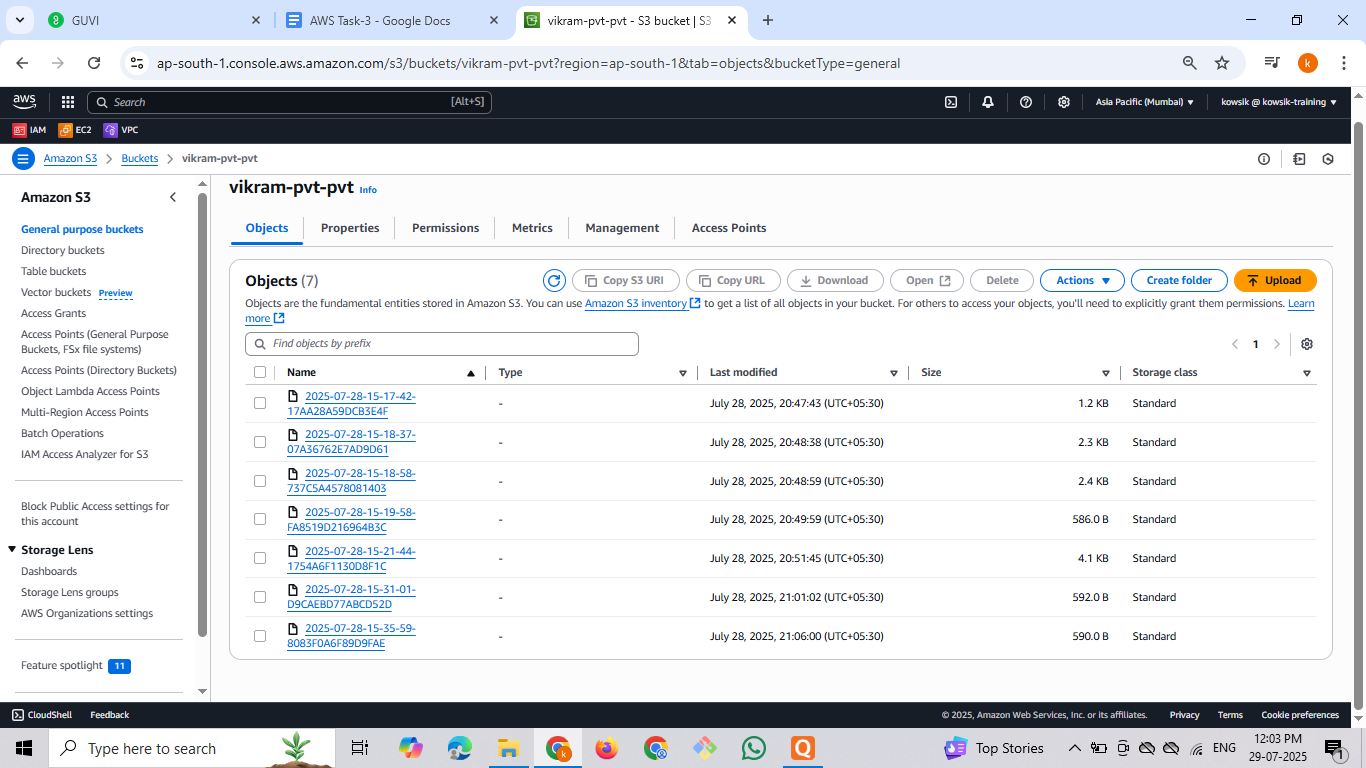 GUVI
AWS Task-3 - Google Docs
vikram-pvt-pvt - S3 bucket | S3
ap-south-1.console.aws.amazon.com/s3/buckets/vikram-pvt-pvt?region=ap-south-1&tab=objects&bucketType=general
k
aws
Search
[Alt+S]
Asia Pacific (Mumbai)
kowsik @ kowsik-training
IAM
EC2
VPC
Amazon S3 > Buckets > vikram-pvt-pvt
Amazon S3
General purpose buckets
Directory buckets
Table buckets
Vector buckets Preview
Access Grants
Access Points (General Purpose
Buckets, FSx file systems)
Access Points (Directory Buckets)
Object Lambda Access Points
Multi-Region Access Points
Batch Operations
IAM Access Analyzer for S3
Block Public Access settings for
this account
Storage Lens
Dashboards
Storage Lens groups
AWS Organizations settings
Feature spotlight 11
vikram-pvt-pvt Info
Objects
Properties
Permissions
Metrics
Management
Access Points
Objects (7)
Copy S3 URI
Copy URL
Download
Open
Delete
Actions
Create folder
Upload
Objects are the fundamental entities stored in Amazon S3. You can use Amazon S3 inventory to get a list of all objects in your bucket. For others to access your objects, you'll need to explicitly grant them permissions. Learn
more
Find objects by prefix
1
Name Type Last modified Size Storage class
2025-07-28-15-17-42-
17AA28A59DCB3E4F - July 28, 2025, 20:47:43 (UTC+05:30) 1.2 KB Standard
2025-07-28-15-18-37-
07A36762E7AD9D61 - July 28, 2025, 20:48:38 (UTC+05:30) 2.3 KB Standard
2025-07-28-15-18-58-
737C5A4578081403 - July 28, 2025, 20:48:59 (UTC+05:30) 2.4 KB Standard
2025-07-28-15-19-58-
FA8519D216964B3C - July 28, 2025, 20:49:59 (UTC+05:30) 586.0 B Standard
2025-07-28-15-21-44-
1754A6F1130D8F1C - July 28, 2025, 20:51:45 (UTC+05:30) 4.1 KB Standard
2025-07-28-15-31-01-
D9CAEBD77ABCD52D - July 28, 2025, 21:01:02 (UTC+05:30) 592.0 B Standard
2025-07-28-15-35-59-
8083F0A6F89D9FAE - July 28, 2025, 21:06:00 (UTC+05:30) 590.0 B Standard
CloudShell
Feedback
© 2025, Amazon Web Services, Inc. or its affiliates.
Privacy
Terms
Cookie preferences
Type here to search
Top Stories
ENG
12:03 PM
29-07-2025
1